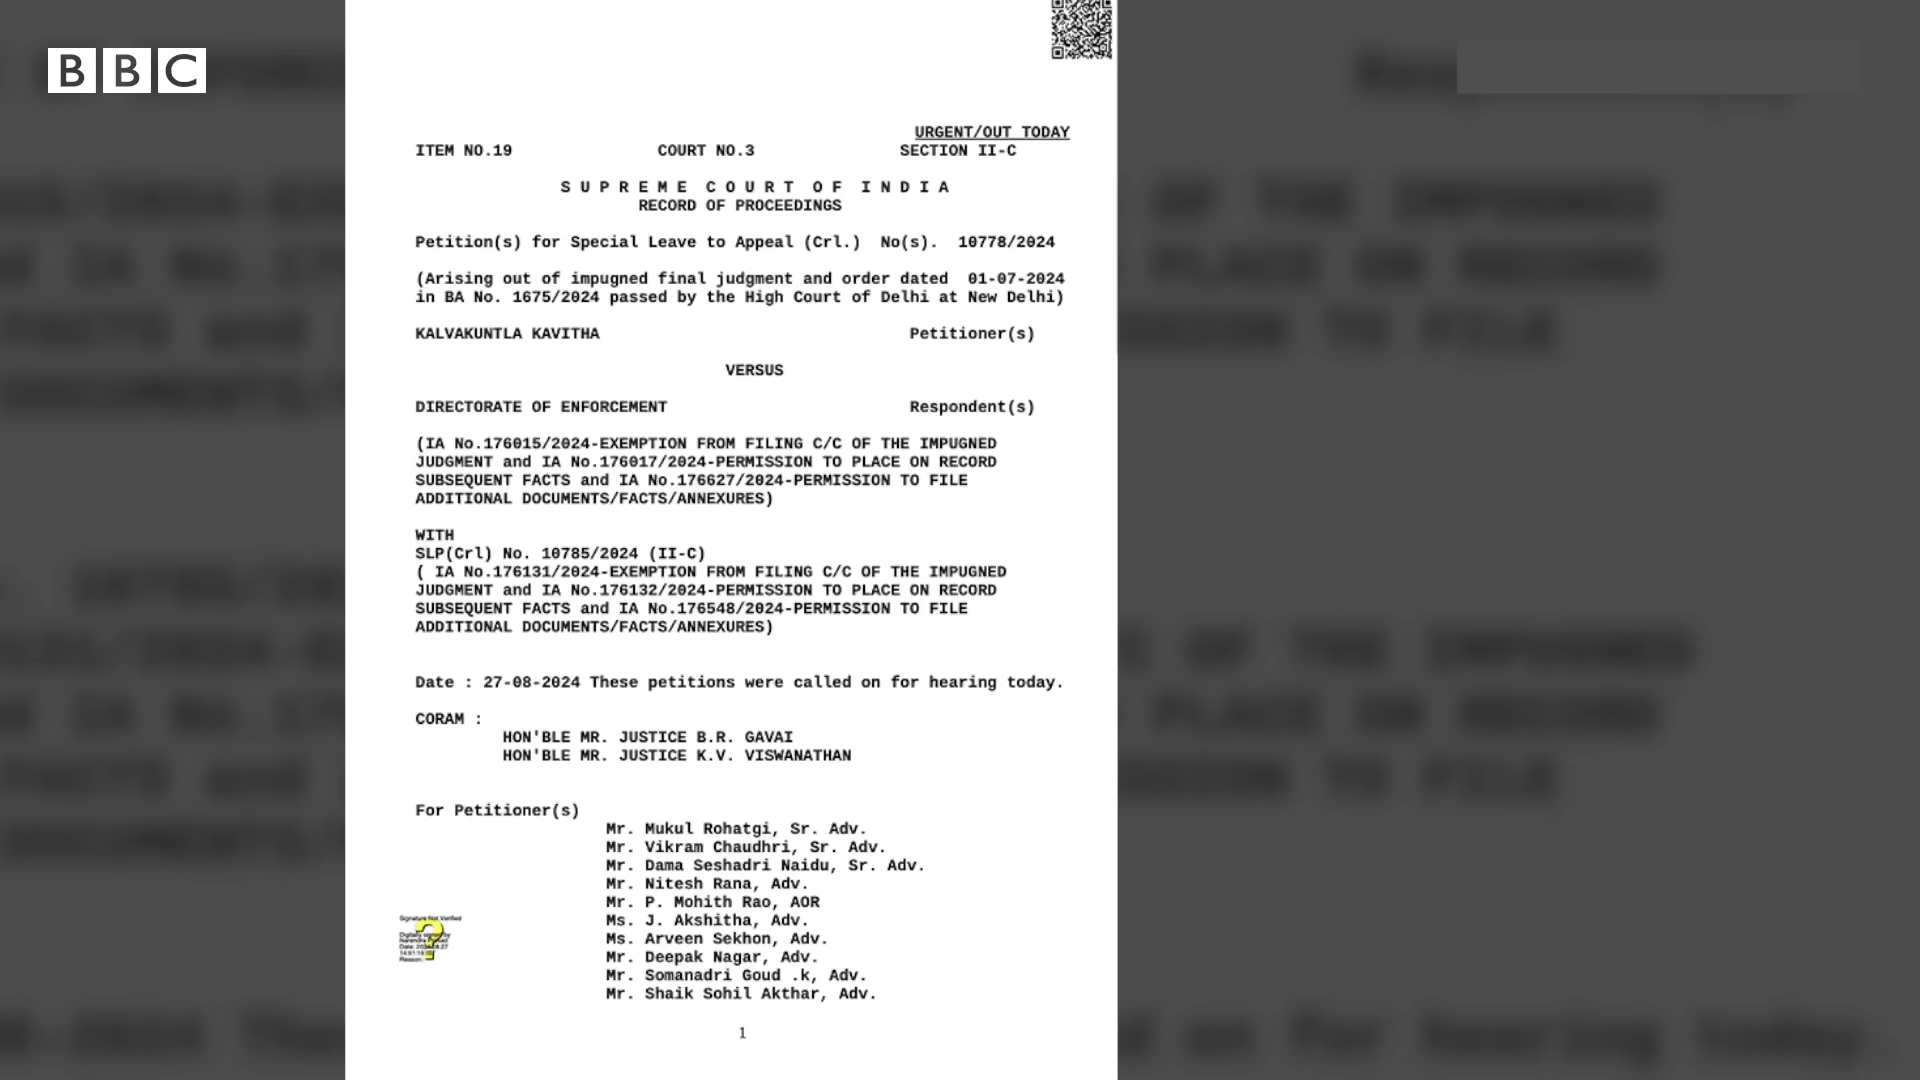 BBC
URGENT/OUT TODAY
ITEM NO.19 COURT NO.3 SECTION II-C
S U P R E M E C O U R T O F I N D I A
RECORD OF PROCEEDINGS
Petition(s) for Special Leave to Appeal (Crl.) No(s). 10778/2024
(Arising out of impugned final judgment and order dated 01-07-2024
in BA No. 1675/2024 passed by the High Court of Delhi at New Delhi)
KALVAKUNTLA KAVITHA Petitioner(s)
VERSUS
DIRECTORATE OF ENFORCEMENT Respondent(s)
(IA No.176015/2024-EXEMPTION FROM FILING C/C OF THE IMPUGNED
JUDGMENT and IA No.176017/2024-PERMISSION TO PLACE ON RECORD
SUBSEQUENT FACTS and IA No.176627/2024-PERMISSION TO FILE
ADDITIONAL DOCUMENTS/FACTS/ANNEXURES)
WITH
SLP(Crl) No. 10785/2024 (II-C)
( IA No.176131/2024-EXEMPTION FROM FILING C/C OF THE IMPUGNED
JUDGMENT and IA No.176132/2024-PERMISSION TO PLACE ON RECORD
SUBSEQUENT FACTS and IA No.176548/2024-PERMISSION TO FILE
ADDITIONAL DOCUMENTS/FACTS/ANNEXURES)
Date : 27-08-2024 These petitions were called on for hearing today.
CORAM :
HON'BLE MR. JUSTICE B.R. GAVAI
HON'BLE MR. JUSTICE K.V. VISWANATHAN
For Petitioner(s)
Mr. Mukul Rohatgi, Sr. Adv.
Mr. Vikram Chaudhri, Sr. Adv.
Mr. Dama Seshadri Naidu, Sr. Adv.
Mr. Nitesh Rana, Adv.
Mr. P. Mohith Rao, AOR
Ms. J. Akshitha, Adv.
Ms. Arveen Sekhon, Adv.
Mr. Deepak Nagar, Adv.
Mr. Somanadri Goud .k, Adv.
Mr. Shaik Sohil Akthar, Adv.
Signature Not Verified
Reason:
1